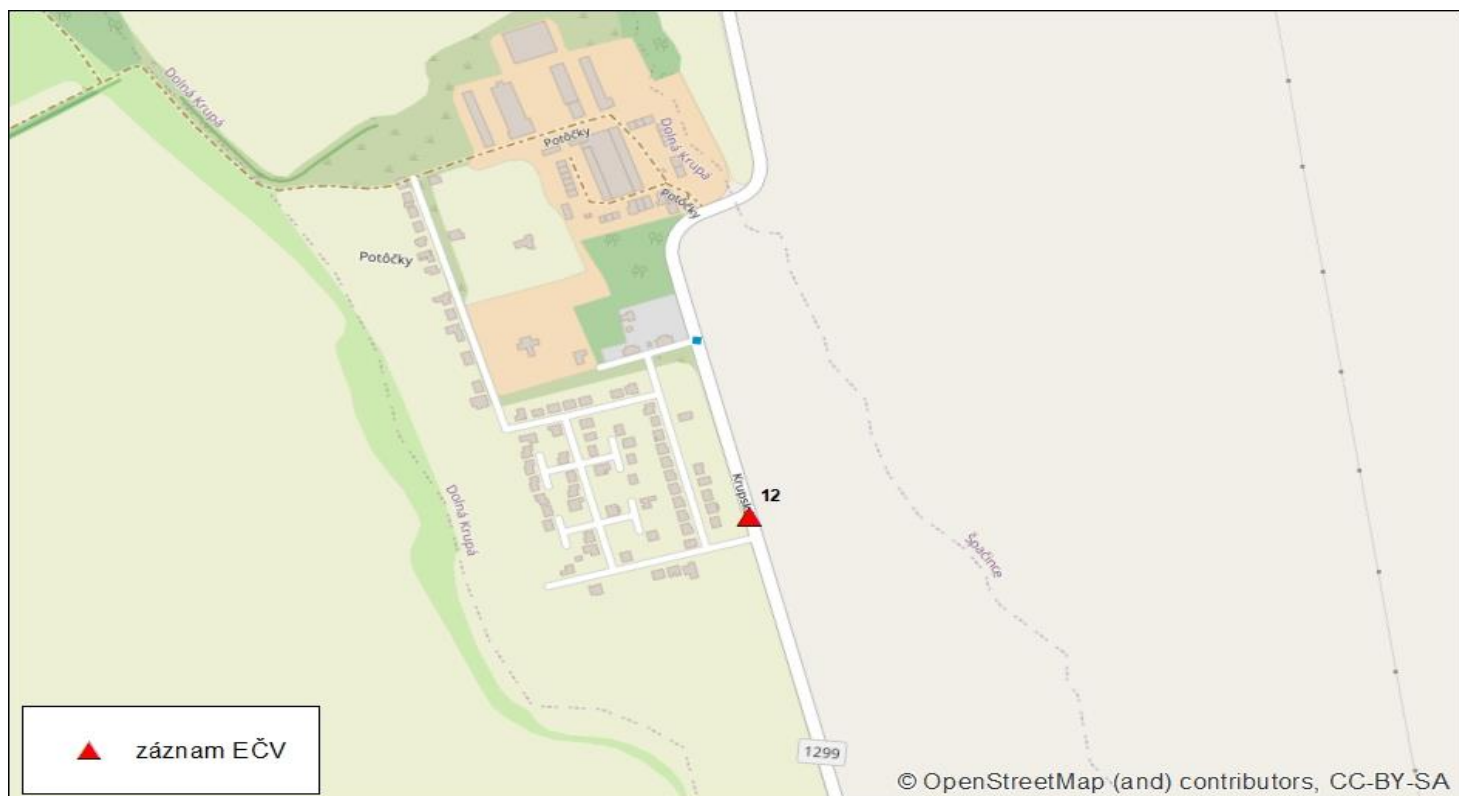 Dolná Krupá
Potôčky
Dolná Krupá
Potôčky
Potôčky
12
Dolná Krupá
Špačince
záznam EČV
1299
© OpenStreetMap (and) contributors, CC-BY-SA